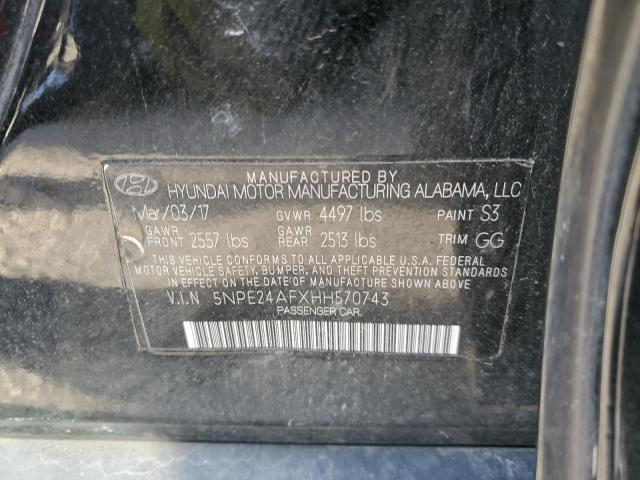 MANUFACTURED BY
HYUNDAI MOTOR MANUFACTURING ALABAMA, LLC
Mar/03/17 GVWR 4497 lbs PAINT S3
GAWR FRONT 2557 lbs GAWR REAR 2513 lbs TRIM GG
THIS VEHICLE CONFORMS TO ALL APPLICABLE U.S.A. FEDERAL
MOTOR VEHICLE SAFETY, BUMPER, AND THEFT PREVENTION STANDARDS
IN EFFECT ON THE DATE OF MANUFACTURE SHOWN ABOVE.
V.I.N 5NPE24AFXHH570743
PASSENGER CAR.